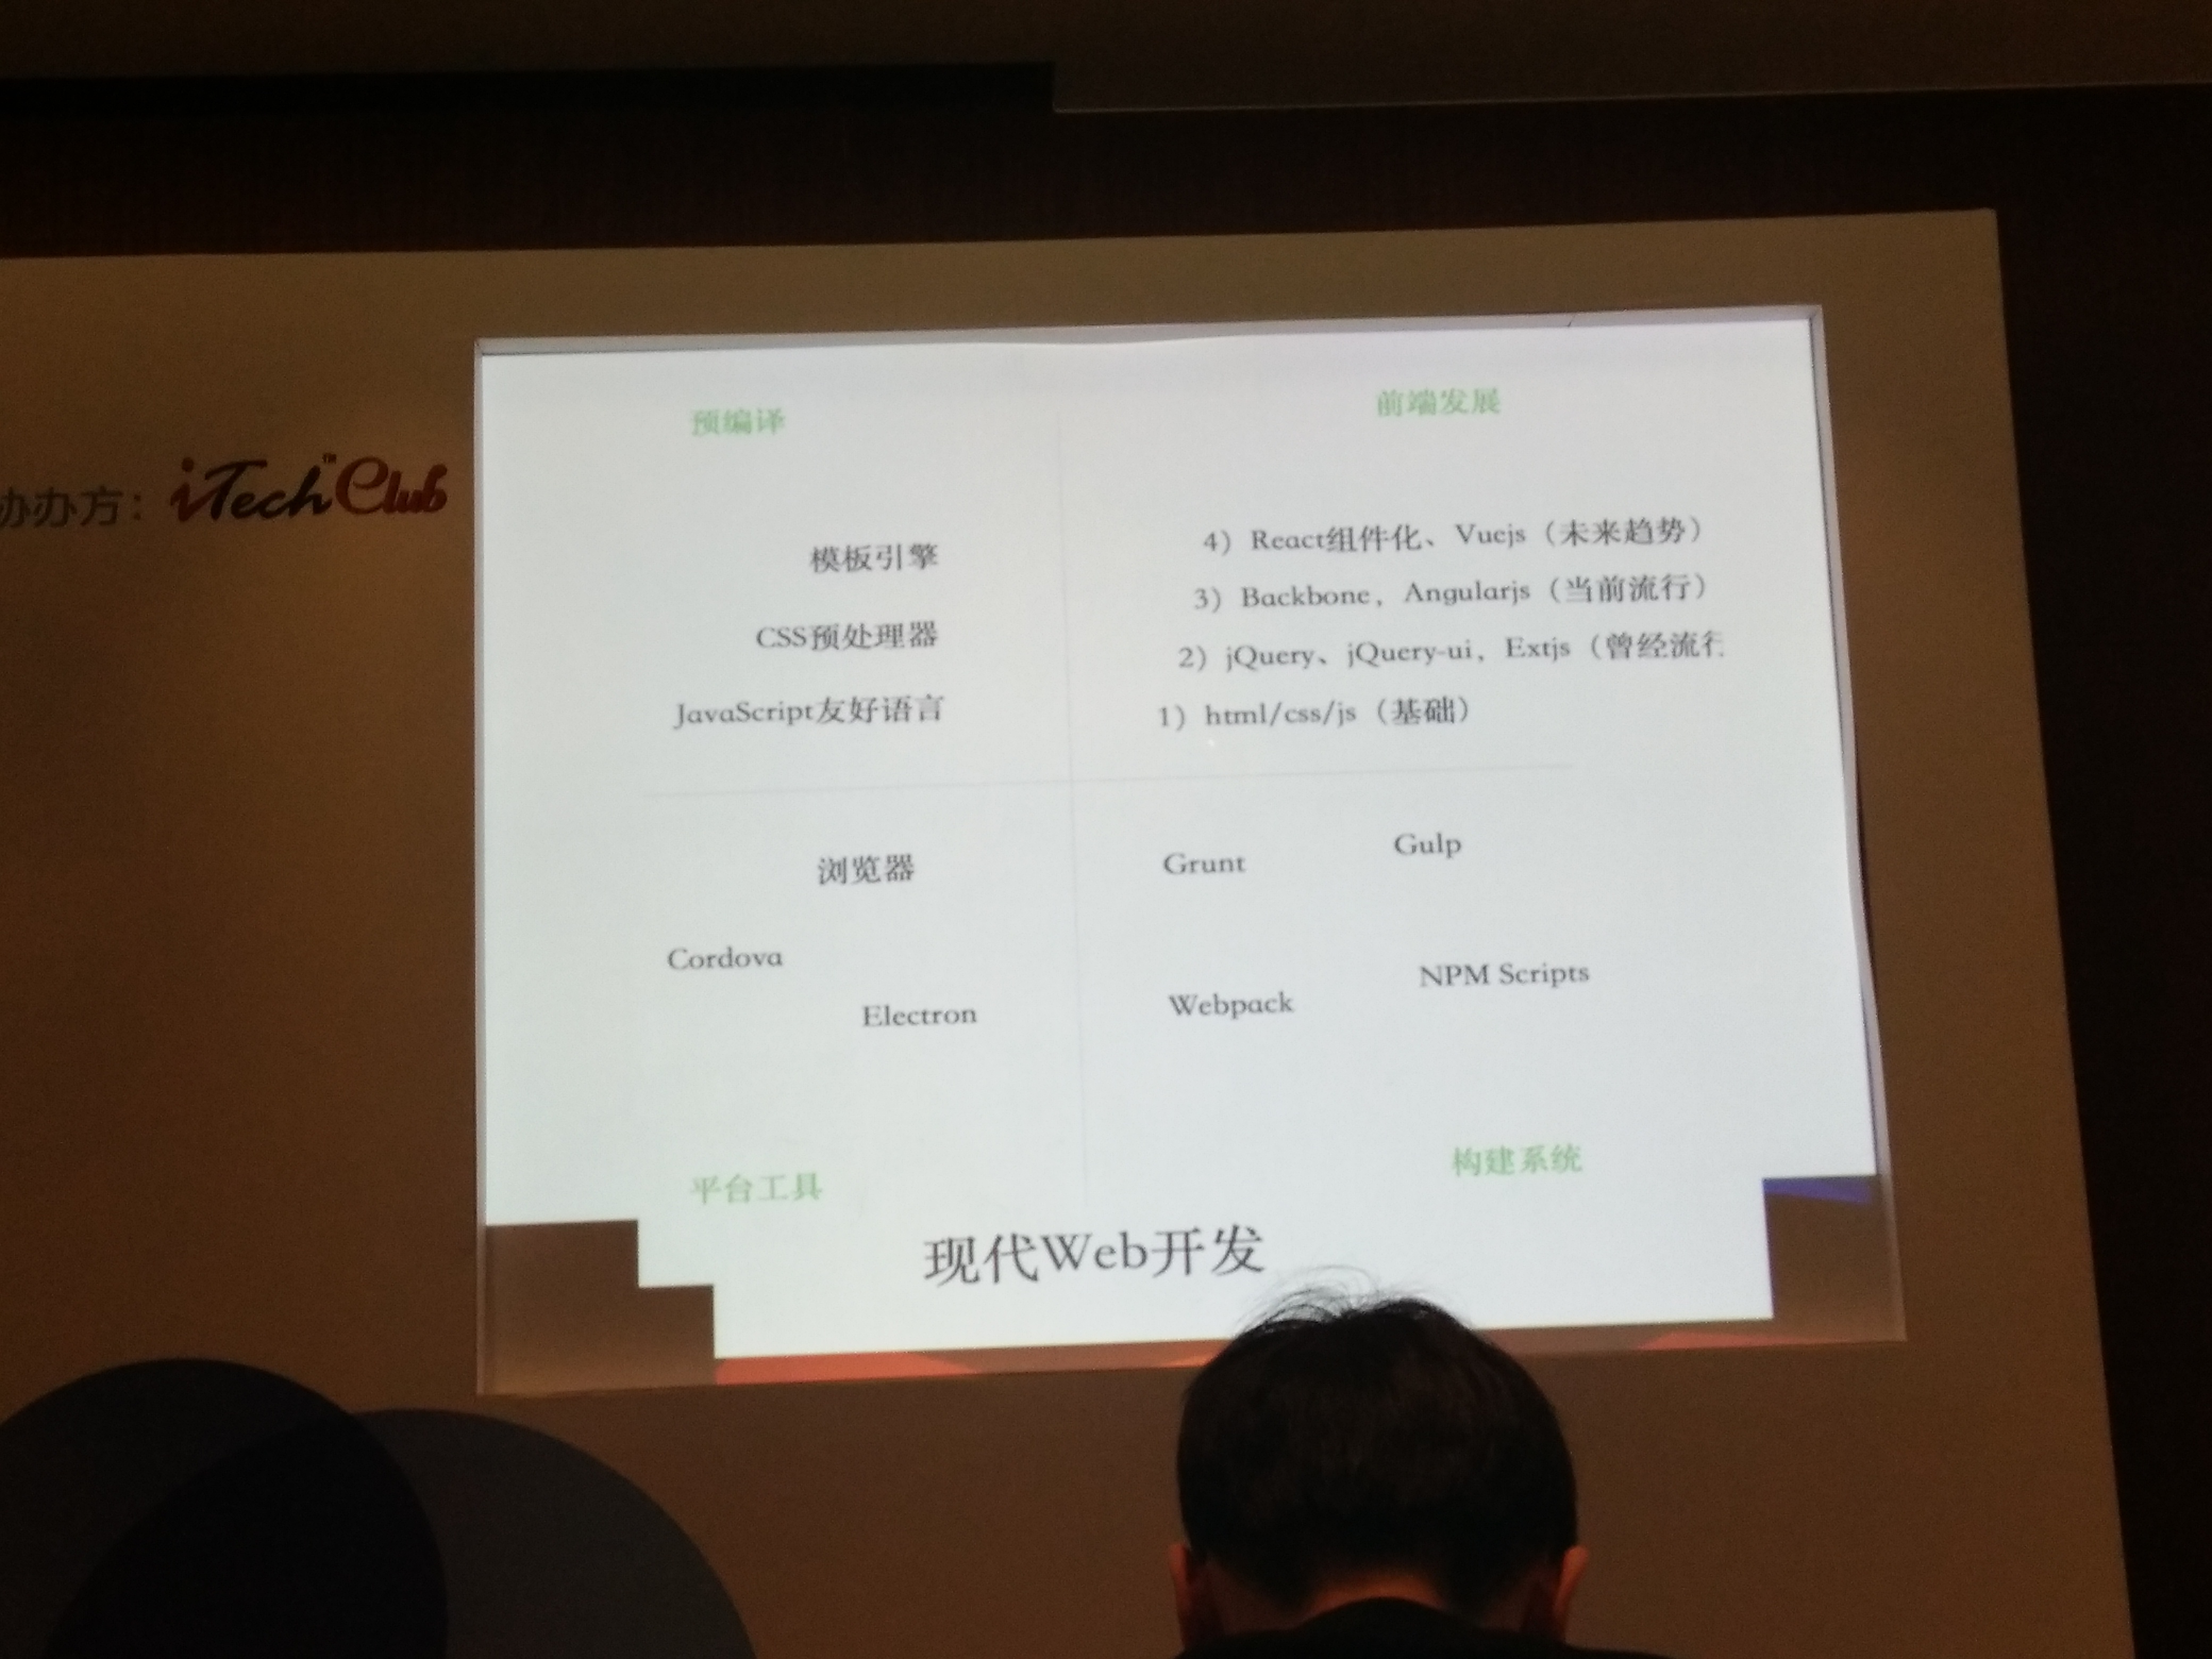 协办方：iTech™Club
预编译
前端发展
模板引擎
CSS预处理器
JavaScript友好语言
4）React组件化、Vuejs（未来趋势）
3）Backbone，Angularjs（当前流行）
2）jQuery、jQuery-ui，Extjs（曾经流行
1）html/css/js（基础）
浏览器
Cordova
Electron
Grunt
Gulp
Webpack
NPM Scripts
平台工具
构建系统
现代Web开发